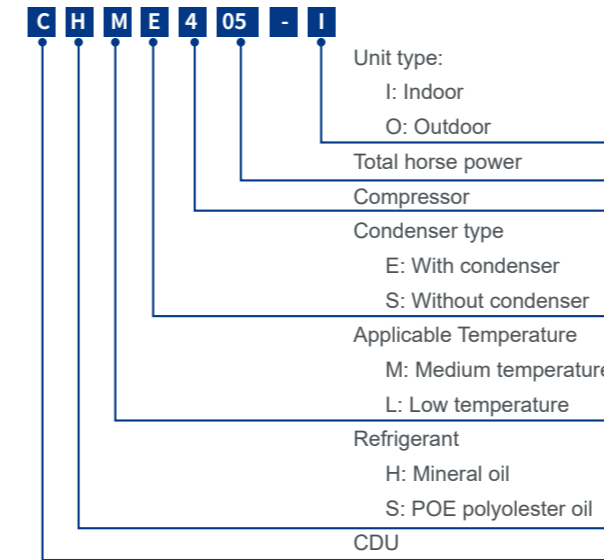 C H M E 4 05 - I
Unit type:
I: Indoor
O: Outdoor
Total horse power
Compressor
Condenser type
E: With condenser
S: Without condenser
Applicable Temperature
M: Medium temperature
L: Low temperature
Refrigerant
H: Mineral oil
S: POE polyolester oil
CDU